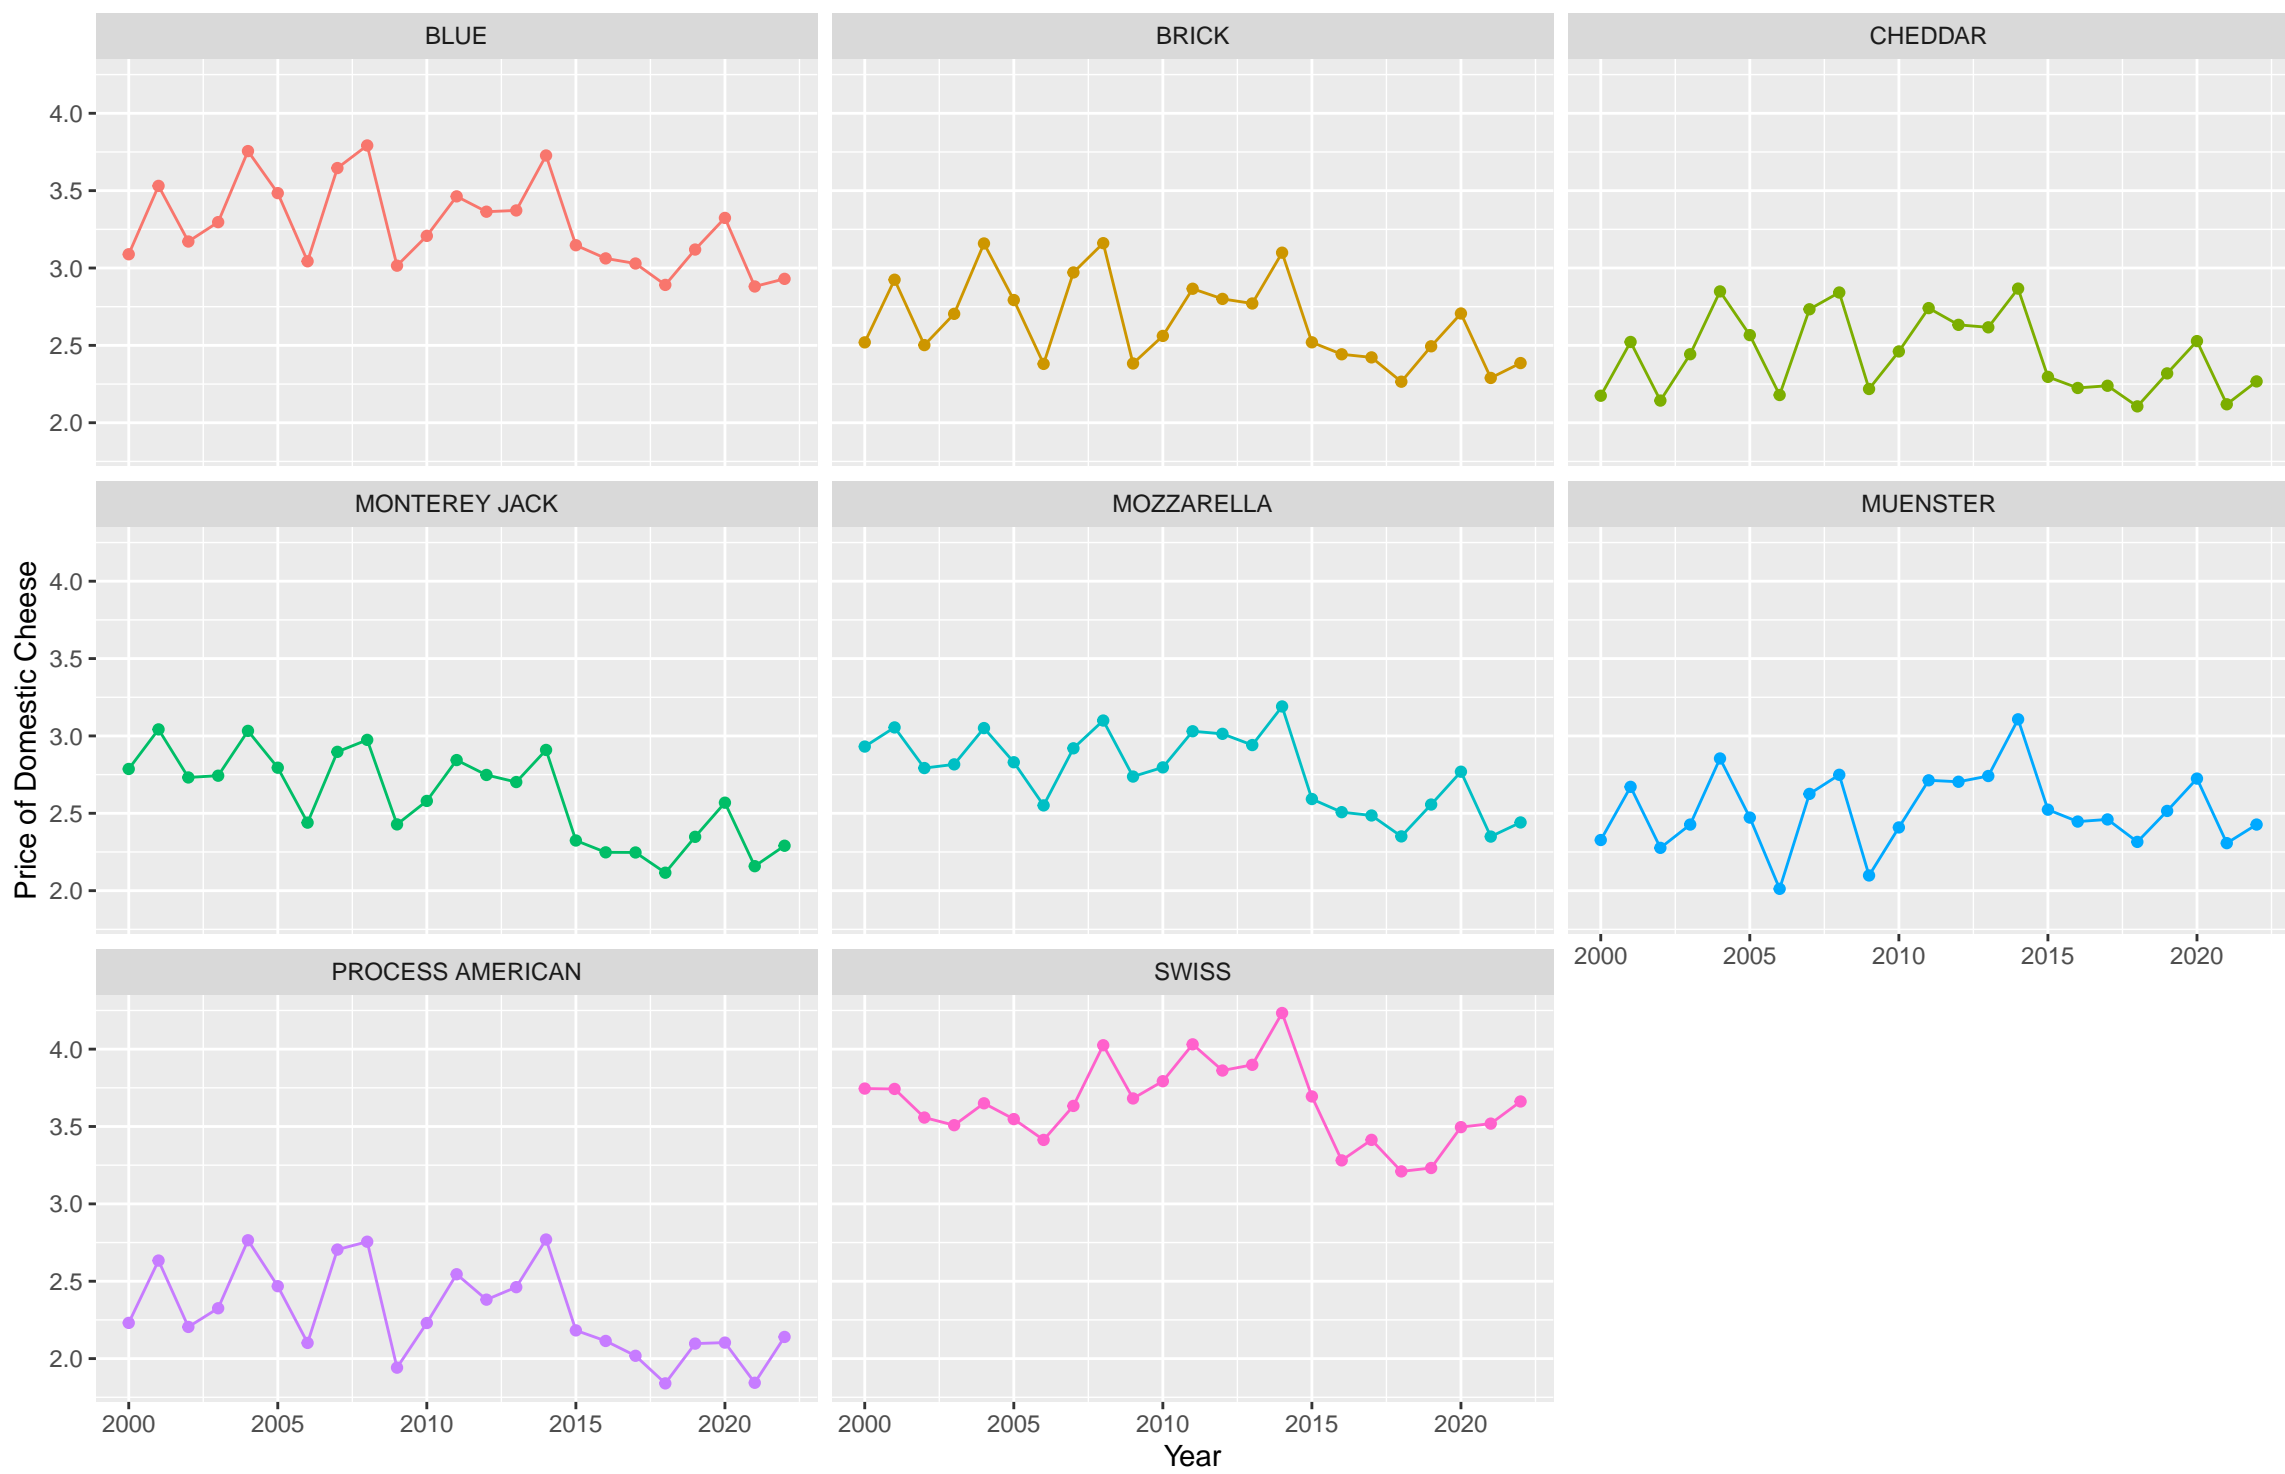 BLUE
BRICK
CHEDDAR
4.0
3.5
3.0
2.5
2.0
MONTEREY JACK
MOZZARELLA
MUENSTER
4.0
3.5
3.0
2.5
2.0
2000 2005 2010 2015 2020
PROCESS AMERICAN
SWISS
4.0
3.5
3.0
2.5
2.0
2000 2005 2010 2015 2020
2000 2005 2010 2015 2020
Year
Price of Domestic Cheese